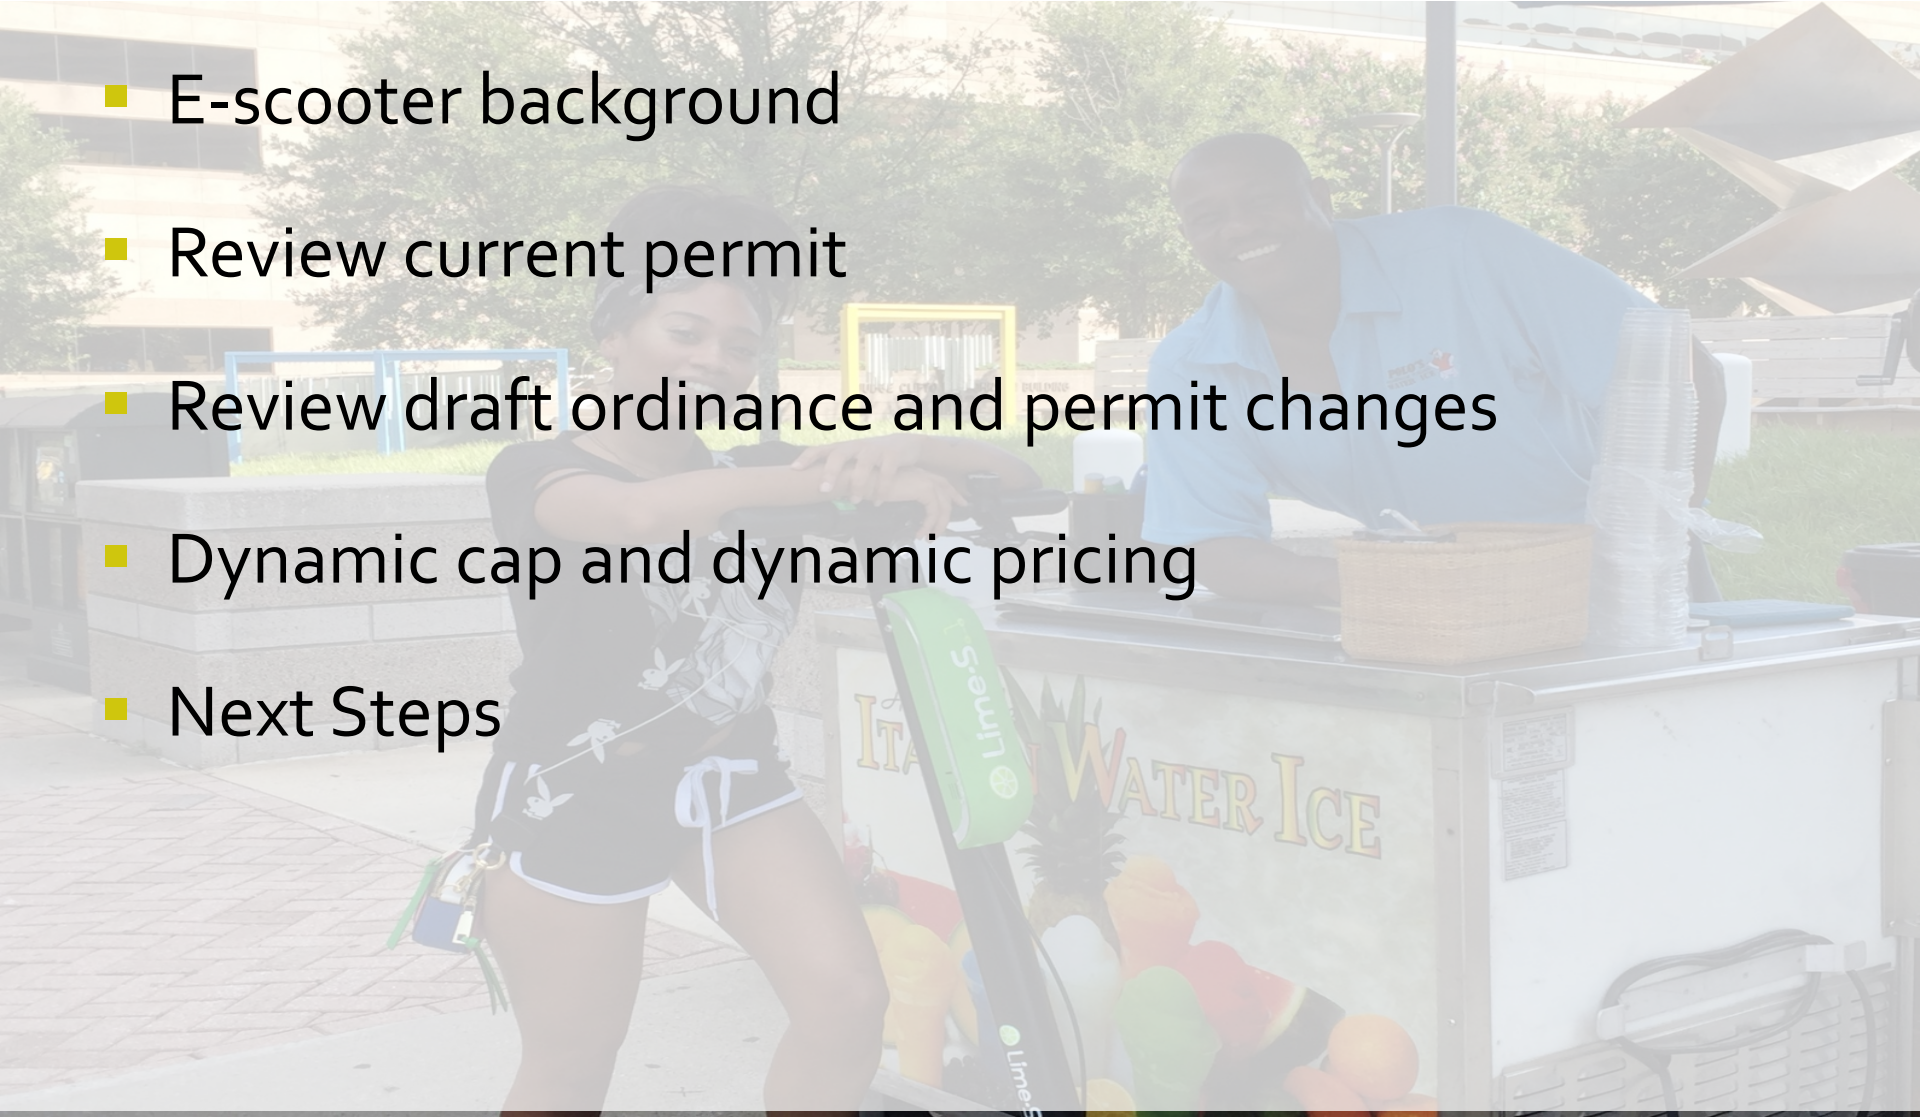 E-scooter background
Review current permit
Review draft ordinance and permit changes
Dynamic cap and dynamic pricing
Next Steps
Lime-S
WATER ICE
Lime-S